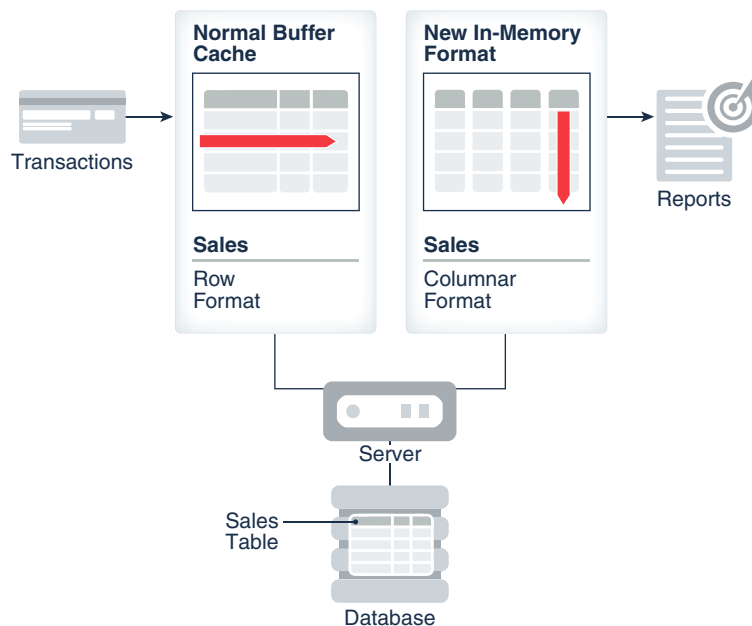 Normal Buffer
Cache
New In-Memory
Format
Transactions
Reports
Sales
Row
Format
Sales
Columnar
Format
Server
Sales
Table
Database